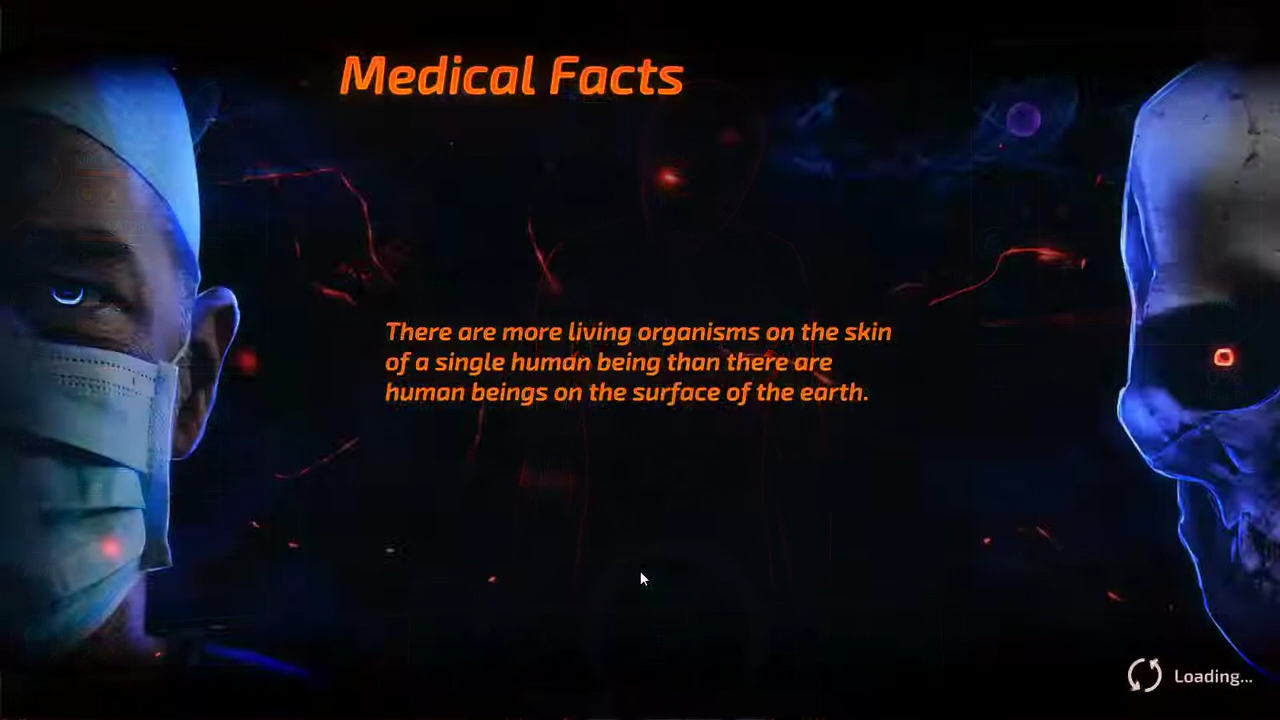 Medical Facts
There are more living organisms on the skin
of a single human being than there are
human beings on the surface of the earth.
Loading...